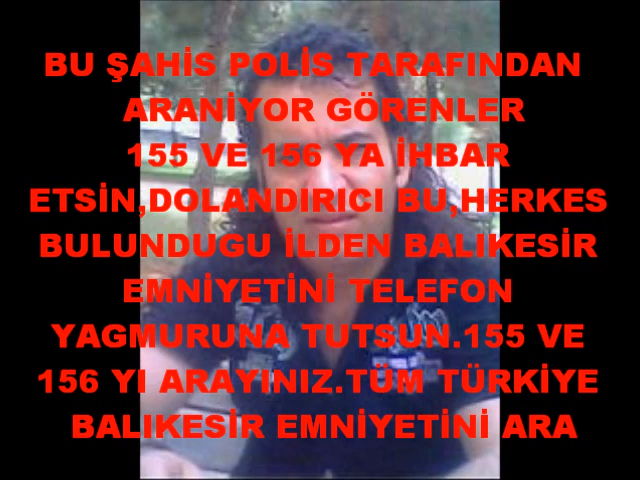 BU ŞAHİS POLİS TARAFINDAN
ARANİYOR GÖRENLER
155 VE 156 YA İHBAR
ETSİN,DOLANDIRICI BU,HERKES
BULUNDUGU İLDEN BALIKESİR
EMNİYETİNİ TELEFON
YAGMURUNA TUTSUN.155 VE
156 YI ARAYINIZ.TÜM TÜRKİYE
BALIKESİR EMNİYETİNİ ARA